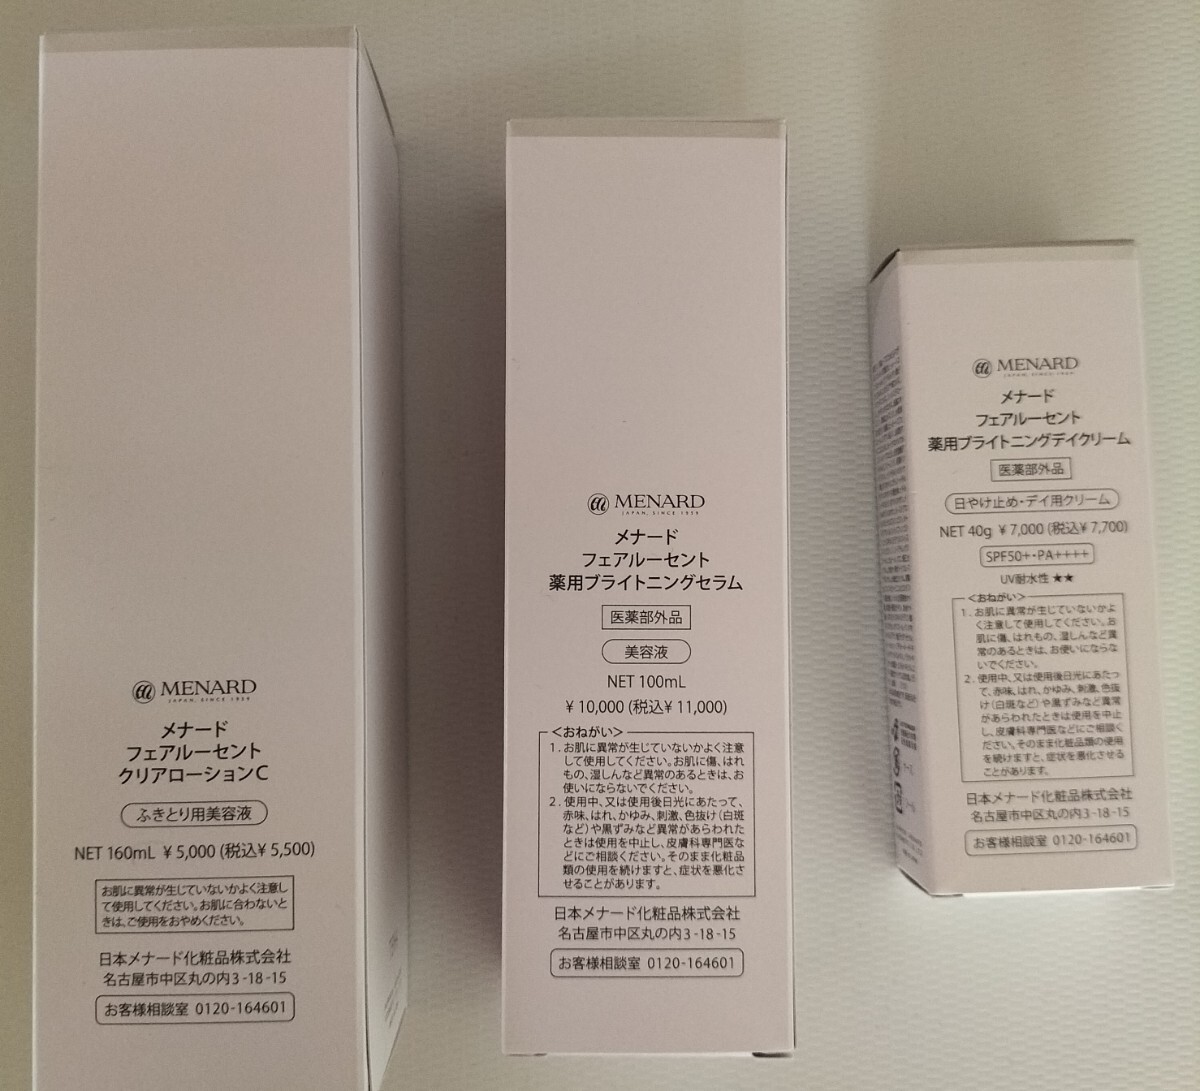 MENARD
JAPAN, SINCE 1959
メナード
フェアルーセント
クリアローションC
ふきとり用美容液
NET 160mL ¥5,000 (税込¥5,500)
お肌に異常が生じていないかよく注意し
て使用してください。お肌に合わないと
きは、ご使用をおやめください。
日本メナード化粧品株式会社
名古屋市中区丸の内3-18-15
お客様相談室 0120-164601
MENARD
JAPAN, SINCE 1959
メナード
フェアルーセント
薬用ブライトニングセラム
医薬部外品
美容液
NET 100mL
¥10,000 (税込¥11,000)
<おねがい>
1. お肌に異常が生じていないかよく注意
して使用してください。お肌に傷、はれ
もの、湿しんなど異常のあるときは、お
使いにならないでください。
2. 使用中、又は使用後日光にあたって、
赤味、はれ、かゆみ、刺激、色抜け(白斑
など)や黒ずみなど異常があらわれた
ときは使用を中止し、皮膚科専門医な
どにご相談ください。そのまま化粧品
類の使用を続けますと、症状を悪化さ
せることがあります。
日本メナード化粧品株式会社
名古屋市中区丸の内3-18-15
お客様相談室 0120-164601
MENARD
JAPAN, SINCE 1959
メナード
フェアルーセント
薬用ブライトニングデイクリーム
医薬部外品
日やけ止め・デイ用クリーム
NET 40g ¥7,000 (税込¥7,700)
SPF50+・PA++++
UV耐水性 ★★
<おねがい>
1. お肌に異常が生じていないかよ
く注意して使用してください。お
肌に傷、はれもの、湿しんなど異
常のあるときは、お使いにならな
いでください。
2. 使用中、又は使用後日光にあたっ
て、赤味、はれ、かゆみ、刺激、色抜
け(白斑など)や黒ずみなど異常
があらわれたときは使用を中止
し、皮膚科専門医などにご相談く
ださい。そのまま化粧品類の使用
を続けますと、症状を悪化させる
ことがあります。
日本メナード化粧品株式会社
名古屋市中区丸の内3-18-15
お客様相談室 0120-164601